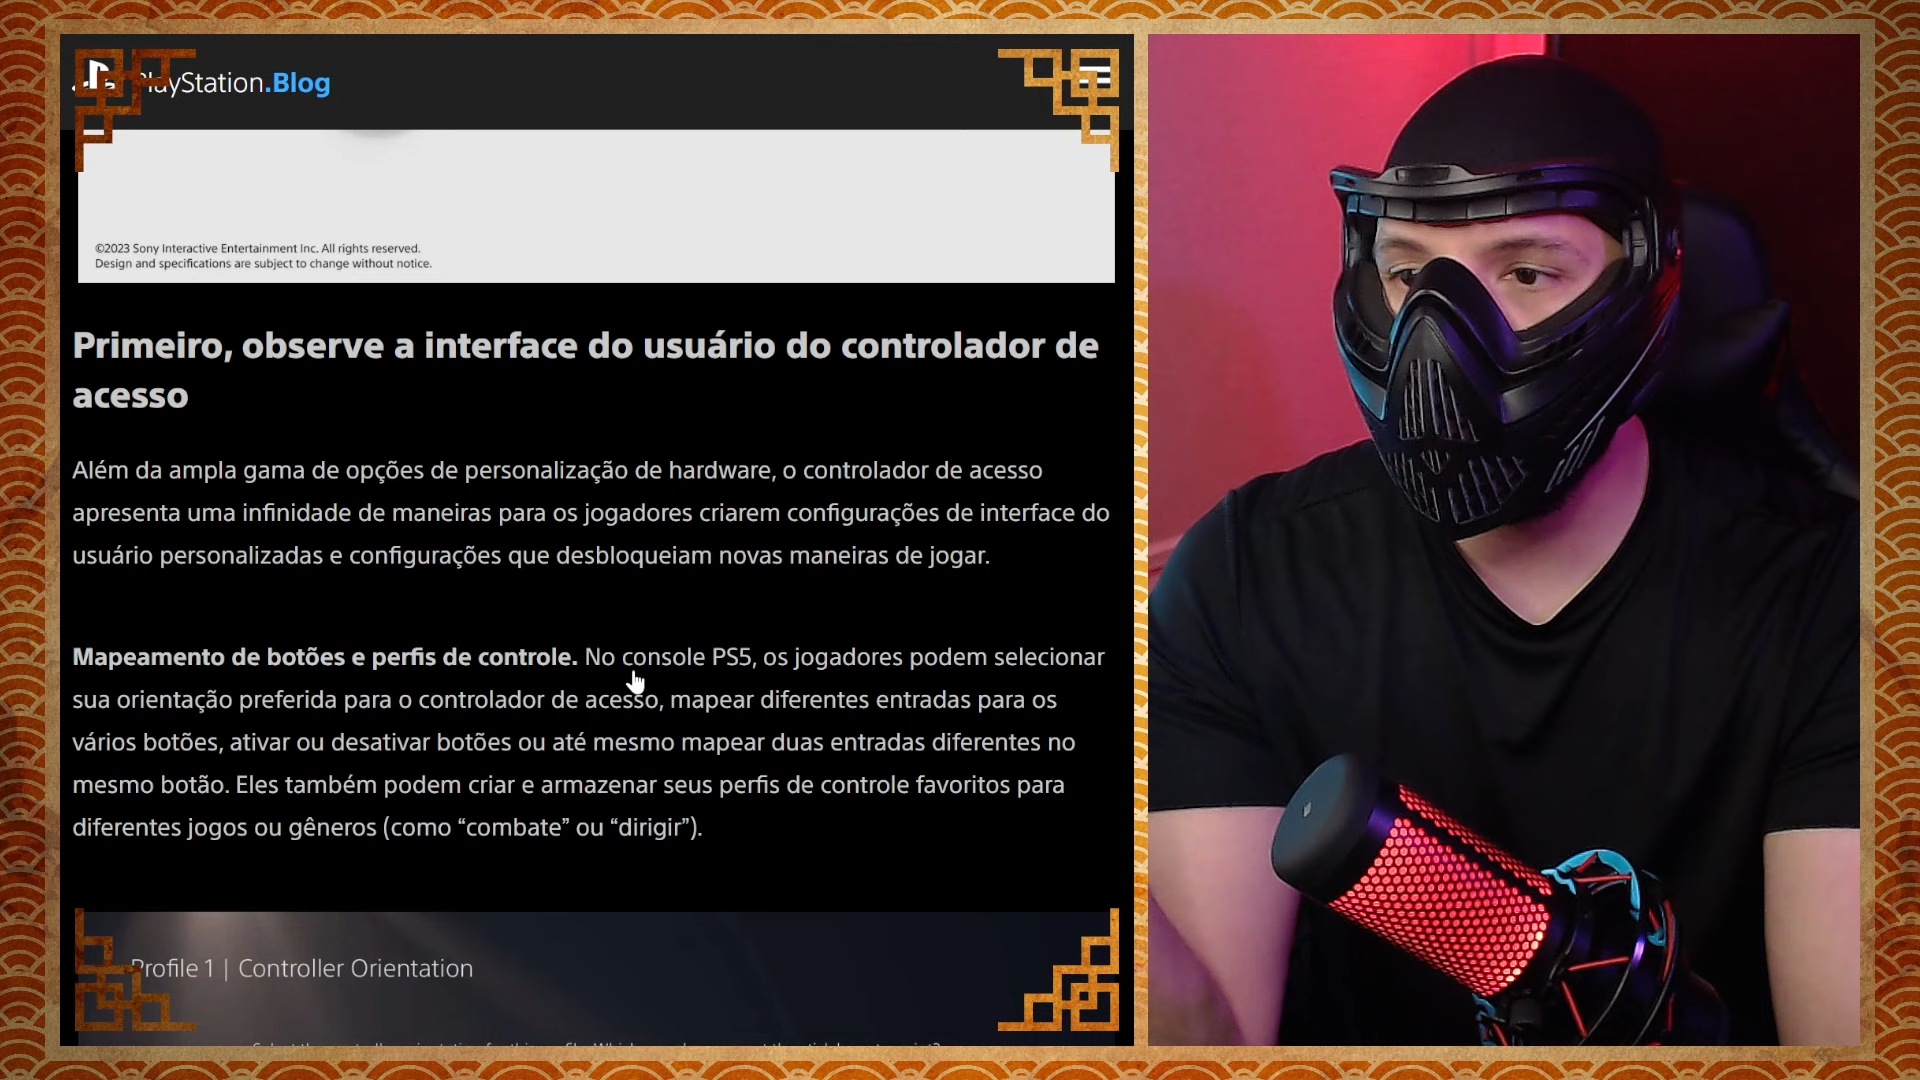 PlayStation.Blog
©2023 Sony Interactive Entertainment Inc. All rights reserved.
Design and specifications are subject to change without notice.
Primeiro, observe a interface do usuário do controlador de
acesso
Além da ampla gama de opções de personalização de hardware, o controlador de acesso
apresenta uma infinidade de maneiras para os jogadores criarem configurações de interface do
usuário personalizadas e configurações que desbloqueiam novas maneiras de jogar.
Mapeamento de botões e perfis de controle. No console PS5, os jogadores podem selecionar
sua orientação preferida para o controlador de acesso, mapear diferentes entradas para os
vários botões, ativar ou desativar botões ou até mesmo mapear duas entradas diferentes no
mesmo botão. Eles também podem criar e armazenar seus perfis de controle favoritos para
diferentes jogos ou gêneros (como “combate” ou “dirigir”).
Profile 1 | Controller Orientation